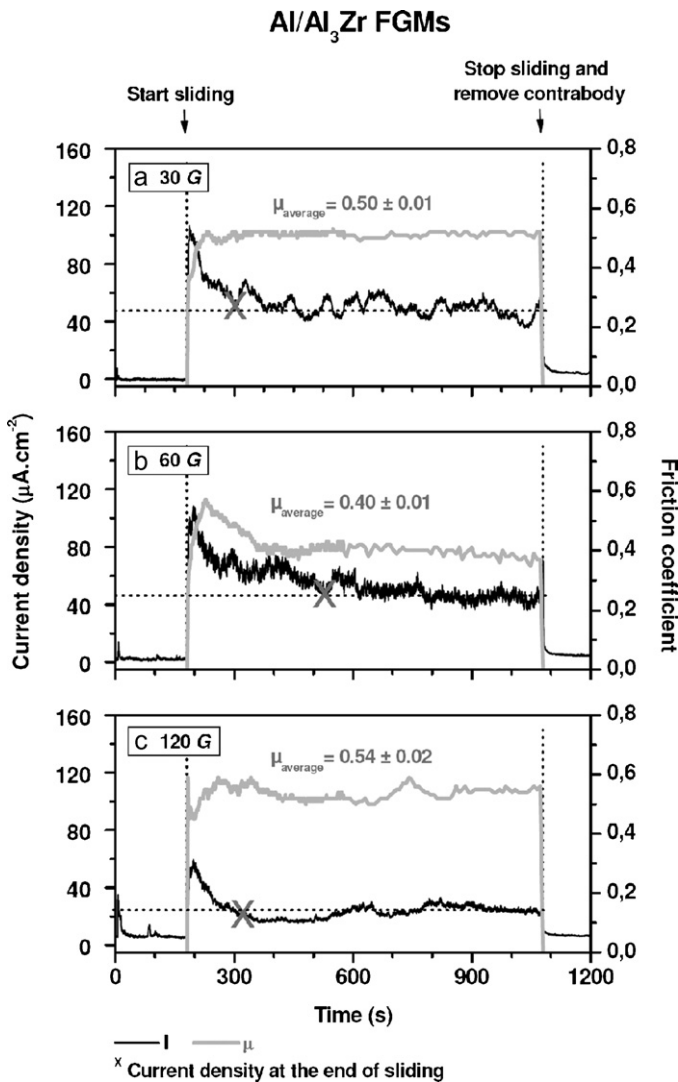 Al/Al₃Zr FGMs
Start sliding
Stop sliding and
remove contrabody
Current density (μA.cm⁻²)
Friction
coefficient
160
120
80
40
0
0,8
0,6
0,4
0,2
0,0
a 30 G
μaverage = 0.50 ± 0.01
X
160
120
80
40
0
0,8
0,6
0,4
0,2
0,0
b 60 G
μaverage = 0.40 ± 0.01
X
160
120
80
40
0
0,8
0,6
0,4
0,2
0,0
c 120 G
μaverage = 0.54 ± 0.02
X
0 300 600 900 1200
Time (s)
I μ
ˣ Current density at the end of sliding